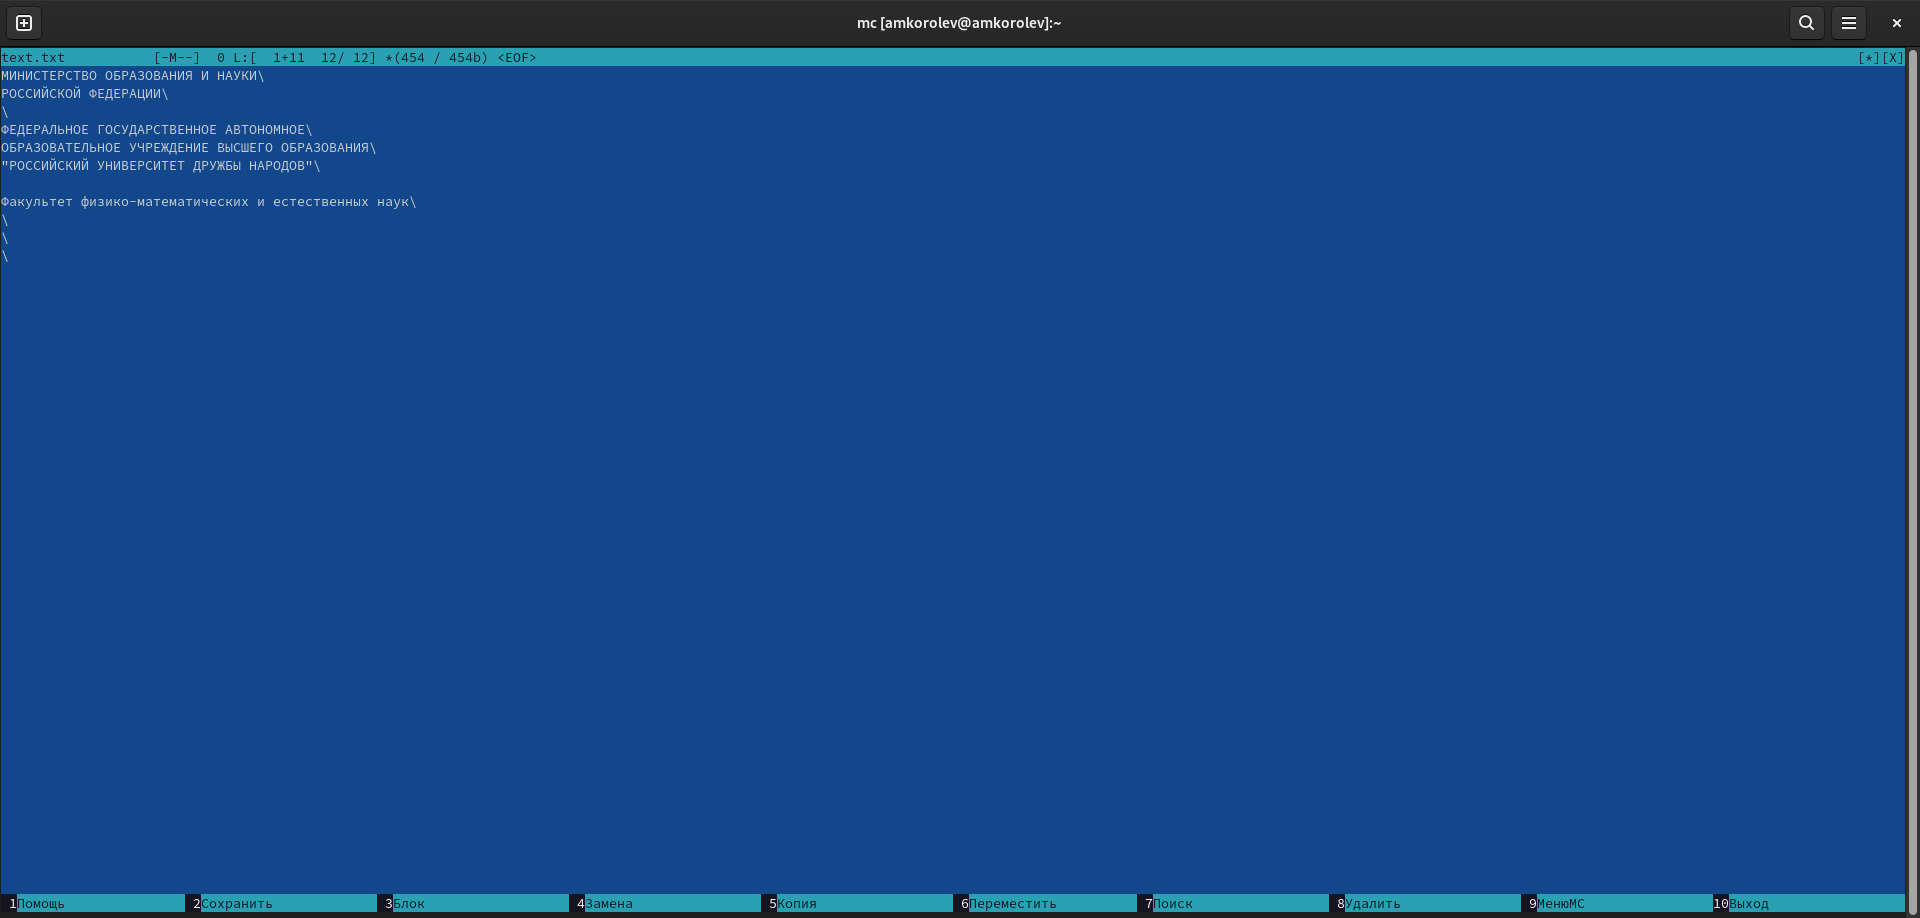 mc [amkorolev@amkorolev]:~
text.txt [-M--] 0 L:[ 1+11 12/ 12] *(454 / 454b) <EOF> [*][X]
МИНИСТЕРСТВО ОБРАЗОВАНИЯ И НАУКИ\
РОССИЙСКОЙ ФЕДЕРАЦИИ\
\
ФЕДЕРАЛЬНОЕ ГОСУДАРСТВЕННОЕ АВТОНОМНОЕ\
ОБРАЗОВАТЕЛЬНОЕ УЧРЕЖДЕНИЕ ВЫСШЕГО ОБРАЗОВАНИЯ\
"РОССИЙСКИЙ УНИВЕРСИТЕТ ДРУЖБЫ НАРОДОВ"\
Факультет физико-математических и естественных наук\
\
\
\
1Помощь 2Сохранить 3Блок 4Замена 5Копия 6Переместить 7Поиск 8Удалить 9МенюМС 10Выход